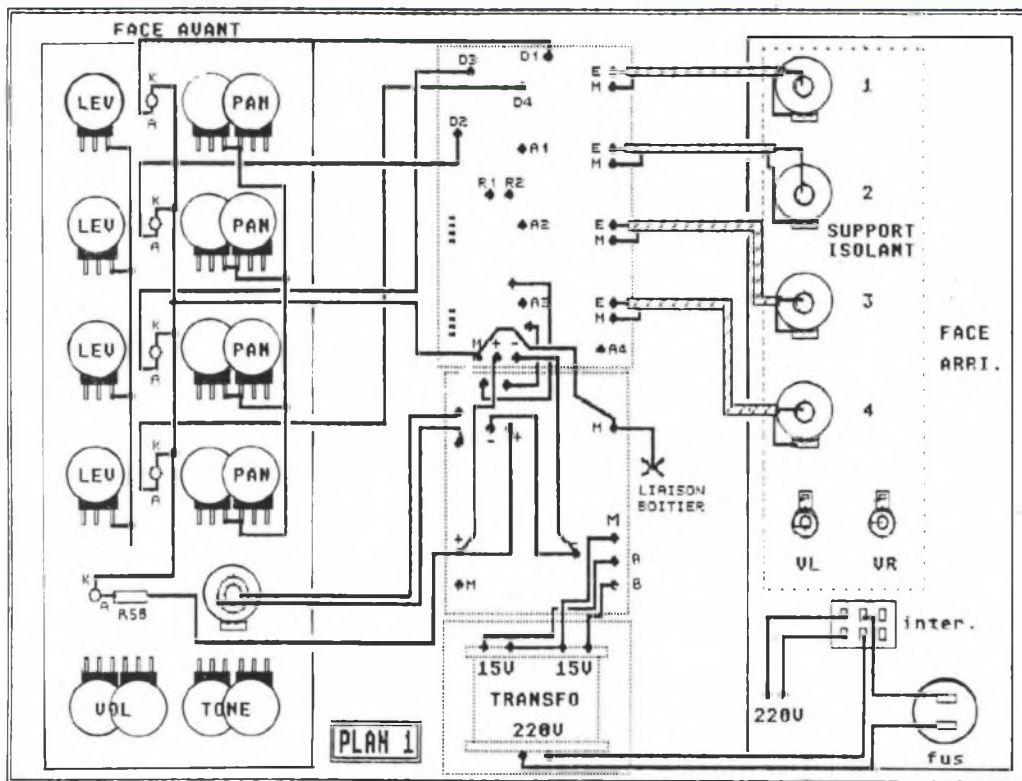 FACE AVANT
LEV
K
A
PAN
LEV
K
A
PAN
LEV
K
A
PAN
LEV
K
A
PAN
K
A
R58
VOL
TONE
D1
D3
D4
D2
A1
R1 R2
A2
A3
A4
E
M
E
M
E
M
E
M
M + -
- +
M
LIAISON
BOITIER
+
-
M
M
A
B
15V
15V
TRANSFO
220V
PLAN 1
1
2
SUPPORT
ISOLANT
3
4
FACE
ARRI.
VL
VR
inter.
220V
fus